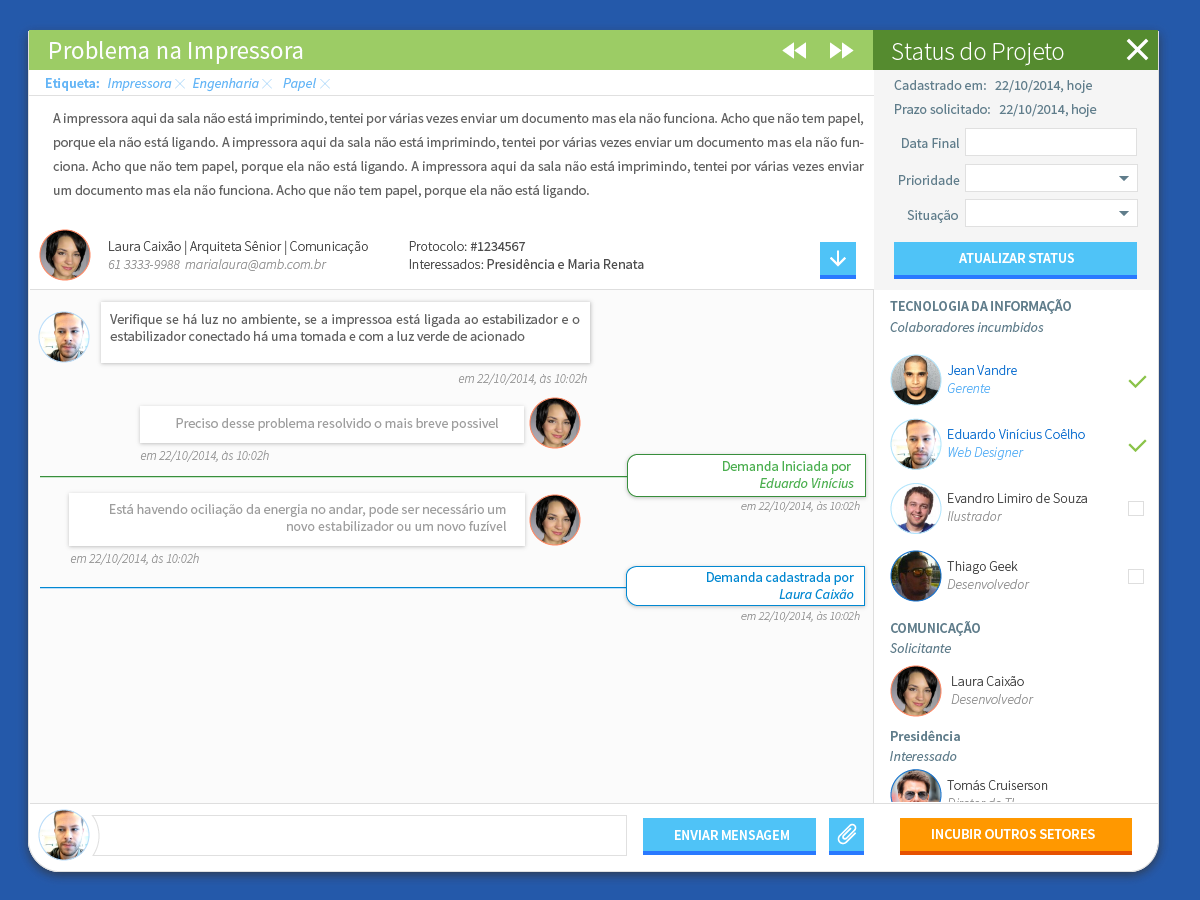 Problema na Impressora
Etiqueta: Impressora Engenharia Papel
A impressora aqui da sala não está imprimindo, tentei por várias vezes enviar um documento mas ela não funciona. Acho que não tem papel,
porque ela não está ligando. A impressora aqui da sala não está imprimindo, tentei por várias vezes enviar um documento mas ela não fun-
ciona. Acho que não tem papel, porque ela não está ligando. A impressora aqui da sala não está imprimindo, tentei por várias vezes enviar
um documento mas ela não funciona. Acho que não tem papel, porque ela não está ligando.
Laura Caixão | Arquiteta Sênior | Comunicação
61 3333-9988 marialaura@amb.com.br
Protocolo: #1234567
Interessados: Presidência e Maria Renata
Verifique se há luz no ambiente, se a impressoa está ligada ao estabilizador e o
estabilizador conectado há uma tomada e com a luz verde de acionado
em 22/10/2014, às 10:02h
Preciso desse problema resolvido o mais breve possivel
em 22/10/2014, às 10:02h
Demanda Iniciada por
Eduardo Vinícius
em 22/10/2014, às 10:02h
Está havendo ociliação da energia no andar, pode ser necessário um
novo estabilizador ou um novo fuzível
em 22/10/2014, às 10:02h
Demanda cadastrada por
Laura Caixão
em 22/10/2014, às 10:02h
ENVIAR MENSAGEM
Status do Projeto
Cadastrado em: 22/10/2014, hoje
Prazo solicitado: 22/10/2014, hoje
Data Final
Prioridade
Situação
ATUALIZAR STATUS
TECNOLOGIA DA INFORMAÇÃO
Colaboradores incumbidos
Jean Vandre
Gerente
Eduardo Vinícius Coêlho
Web Designer
Evandro Limiro de Souza
Ilustrador
Thiago Geek
Desenvolvedor
COMUNICAÇÃO
Solicitante
Laura Caixão
Desenvolvedor
Presidência
Interessado
Tomás Cruiserson
INCUBIR OUTROS SETORES